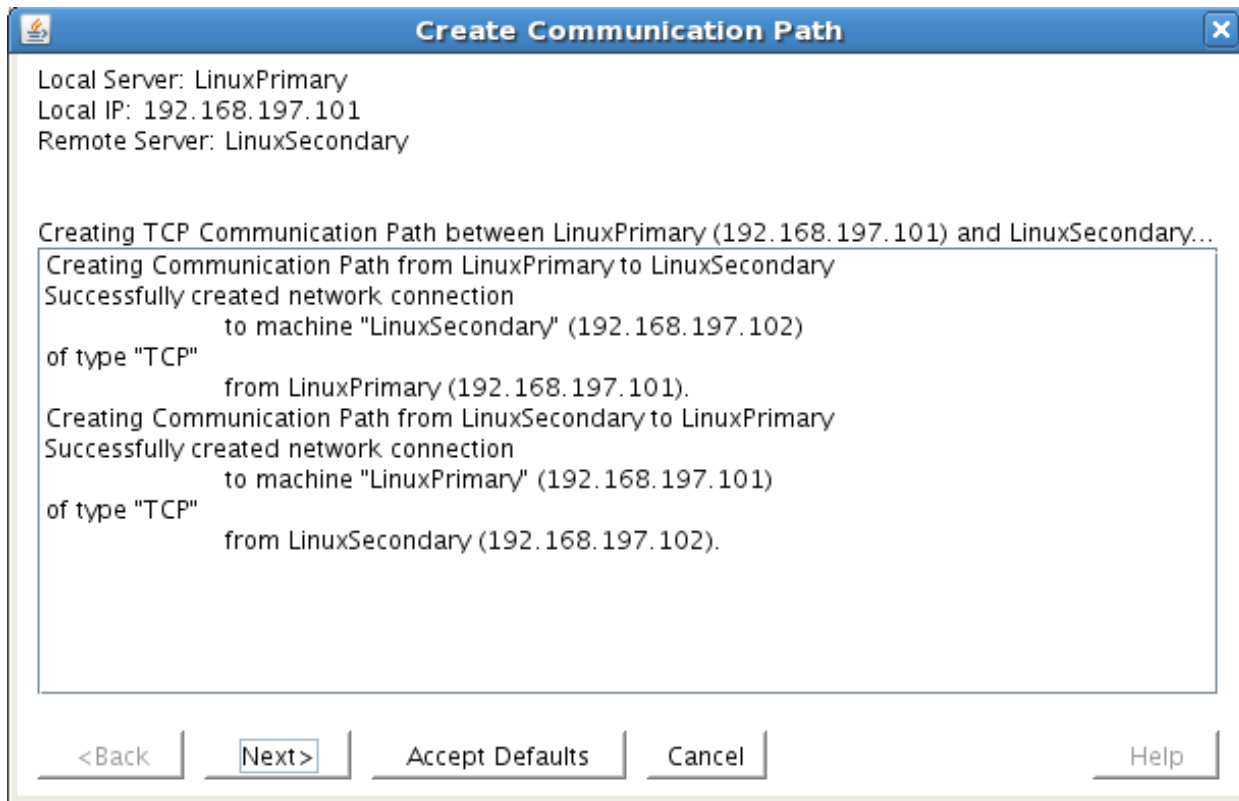 Create Communication Path
Local Server: LinuxPrimary
Local IP: 192.168.197.101
Remote Server: LinuxSecondary
Creating TCP Communication Path between LinuxPrimary (192.168.197.101) and LinuxSecondary...
Creating Communication Path from LinuxPrimary to LinuxSecondary
Successfully created network connection
to machine "LinuxSecondary" (192.168.197.102)
of type "TCP"
from LinuxPrimary (192.168.197.101).
Creating Communication Path from LinuxSecondary to LinuxPrimary
Successfully created network connection
to machine "LinuxPrimary" (192.168.197.101)
of type "TCP"
from LinuxSecondary (192.168.197.102).
<Back Next> Accept Defaults Cancel Help